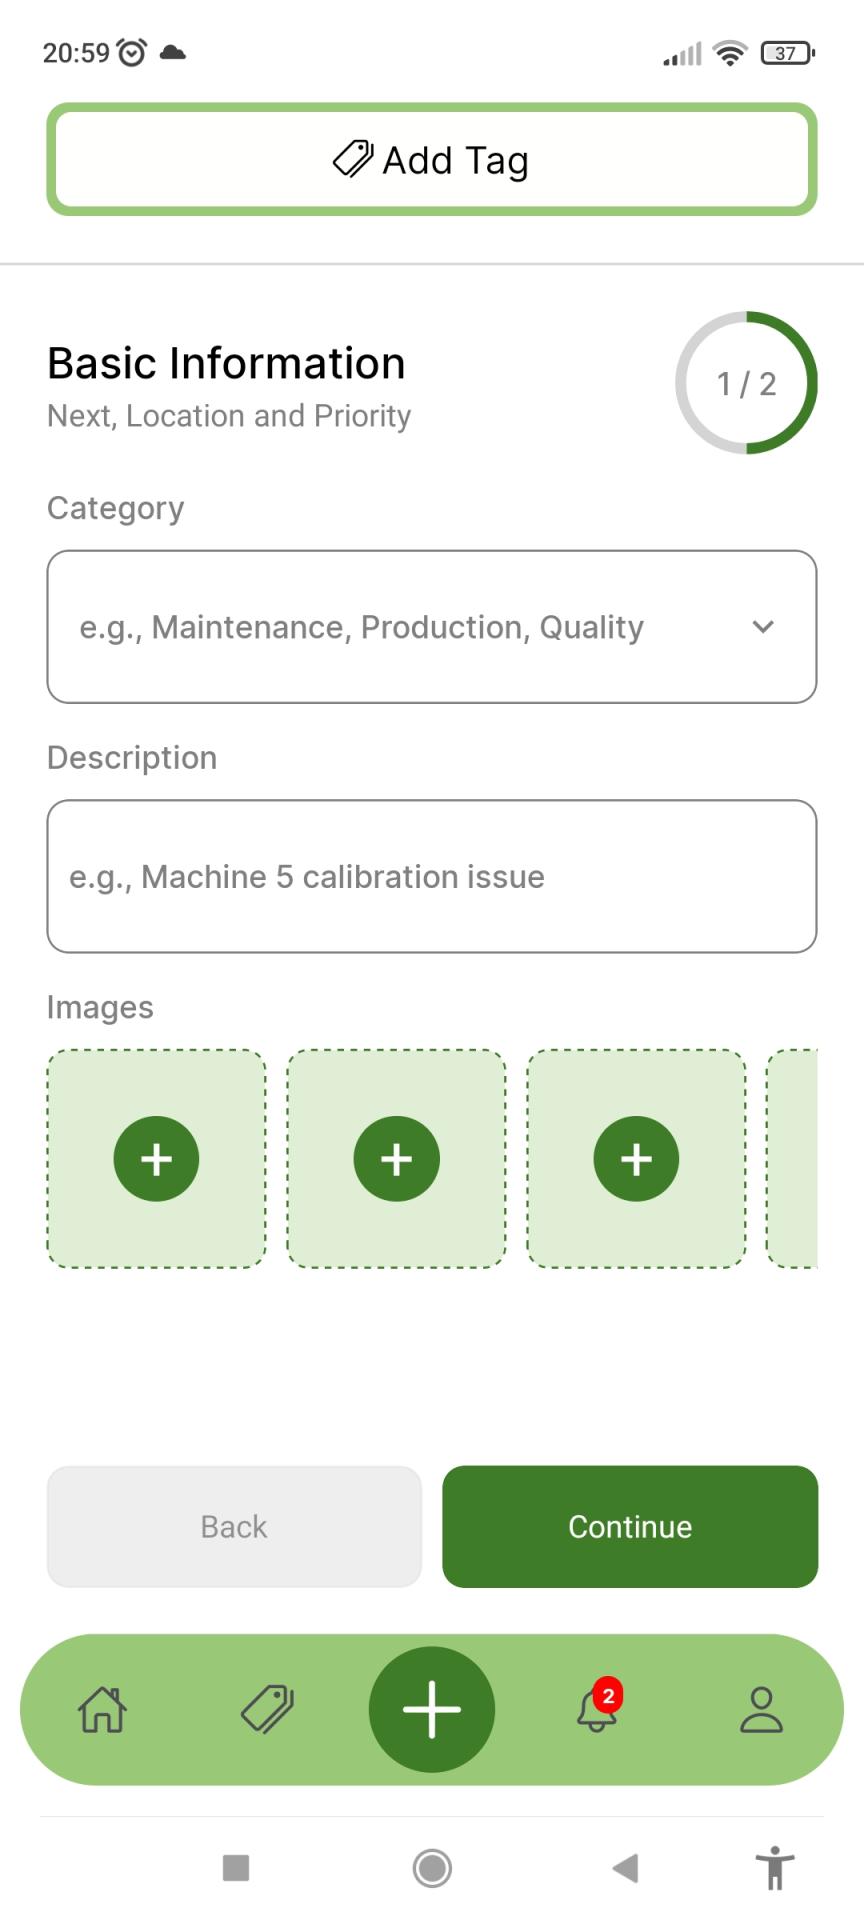 20:59
37
Add Tag
Basic Information
Next, Location and Priority
1 / 2
Category
e.g., Maintenance, Production, Quality
Description
e.g., Machine 5 calibration issue
Images
Back
Continue
2